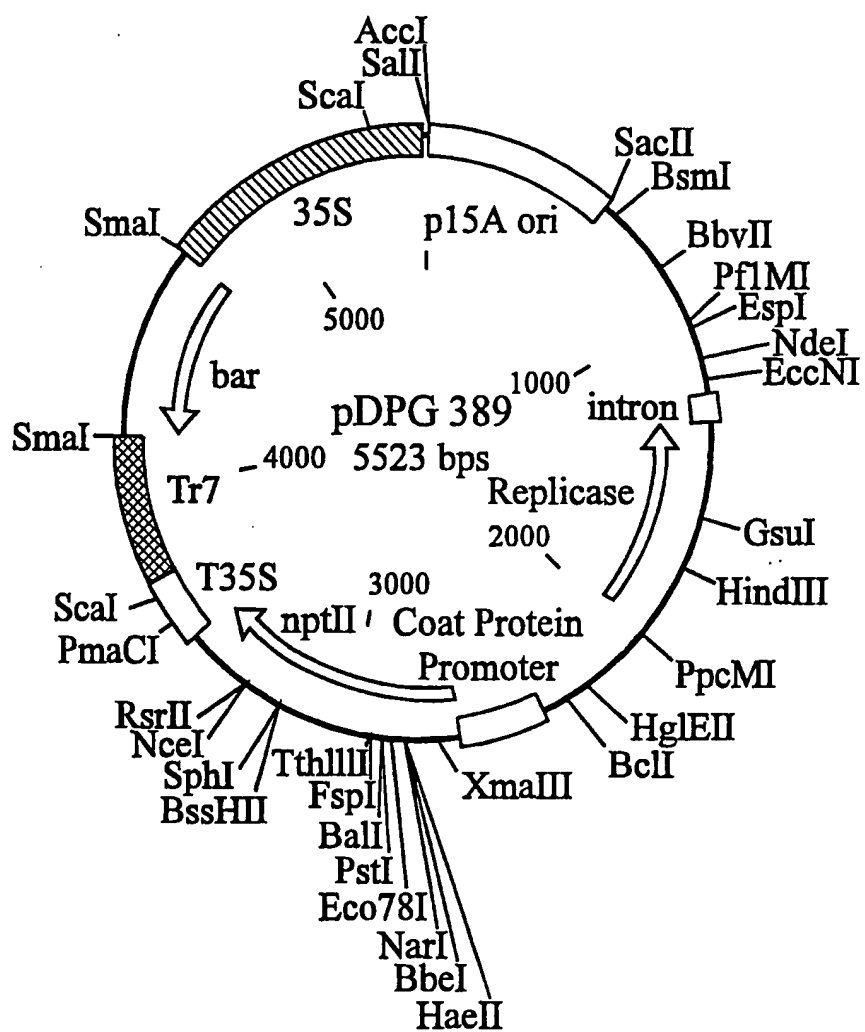 AccI
SalI
ScaI
SacII
BsmI
SmaI
35S
p15A ori
BbvII
Pf1MI
EspI
5000
NdeI
EccNI
bar
1000
intron
pDPG 389
5523 bps
SmaI
4000
Tr7
Replicase
2000
GsuI
T35S
3000
HindIII
ScaI
nptII
Coat Protein
Promoter
PmaCI
PpcMI
RsrII
NceI
SphI
BssHII
HglEII
BclI
TthlllI
FspI
XmaIII
BalI
PstI
Eco78I
NarI
BbeI
HaeII